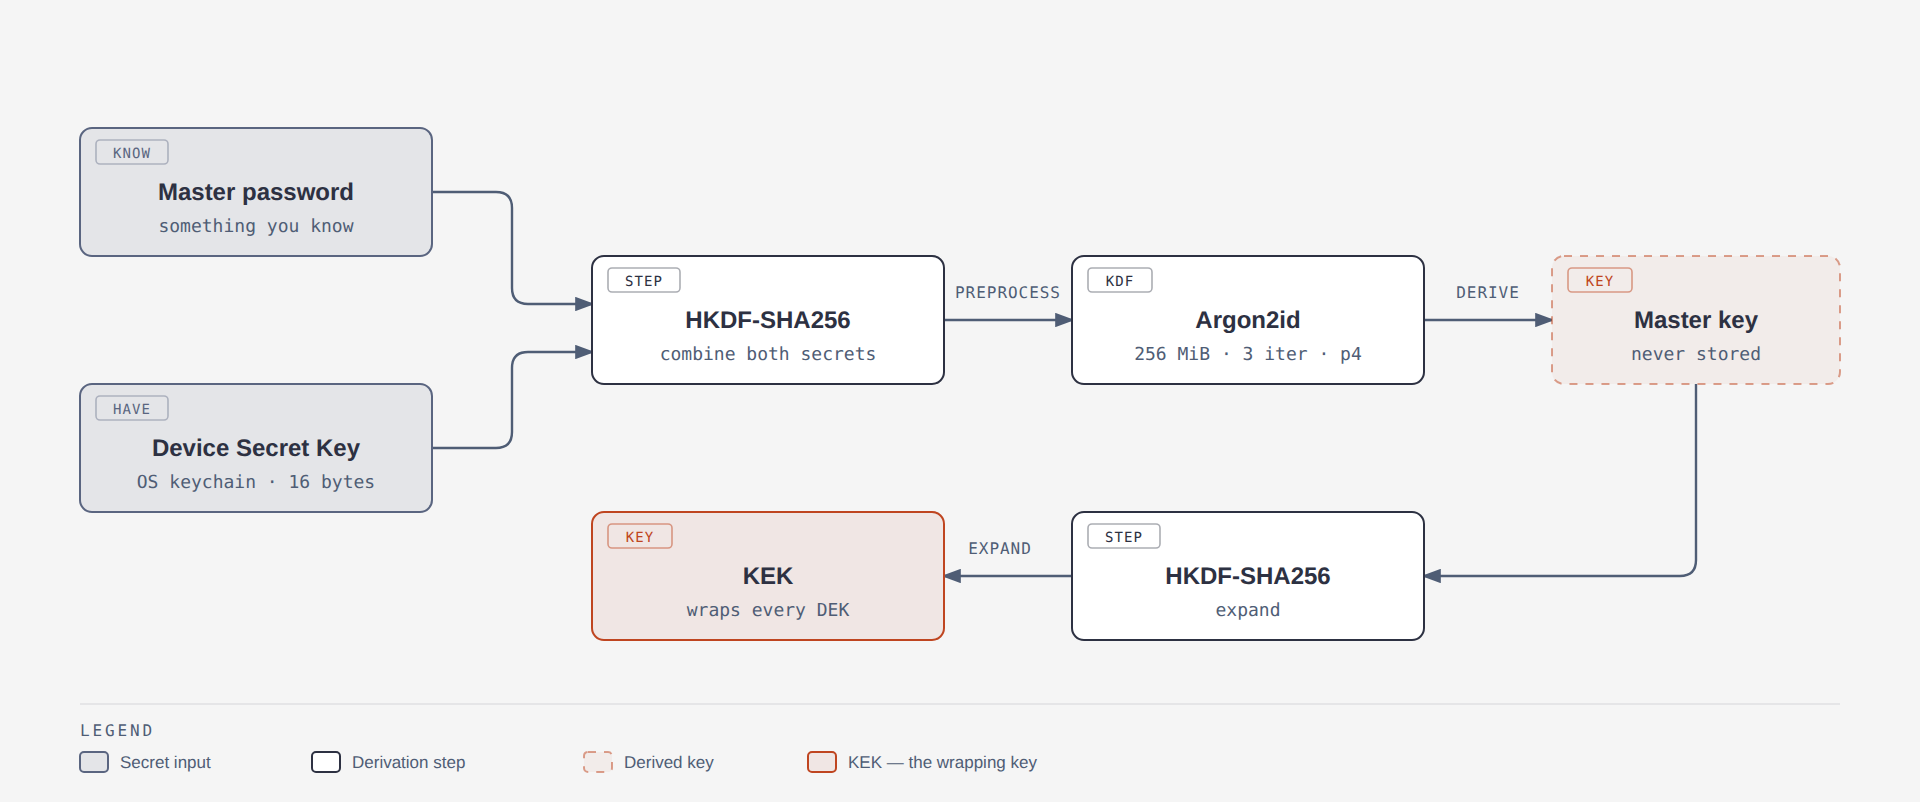 KNOW
Master password
something you know
HAVE
Device Secret Key
OS keychain · 16 bytes
STEP
HKDF-SHA256
combine both secrets
PREPROCESS
KDF
Argon2id
256 MiB · 3 iter · p4
DERIVE
KEY
Master key
never stored
STEP
HKDF-SHA256
expand
EXPAND
KEY
KEK
wraps every DEK
LEGEND
Secret input
Derivation step
Derived key
KEK — the wrapping key